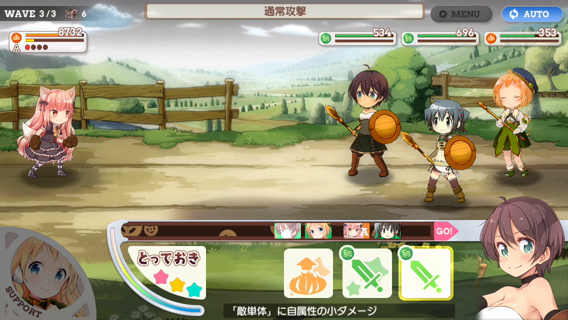 WAVE 3/3
6
通常攻撃
MENU
AUTO
8732
A
534
696
353
GO!
とっておき
SUPPORT
「敵単体」に自属性の小ダメージ